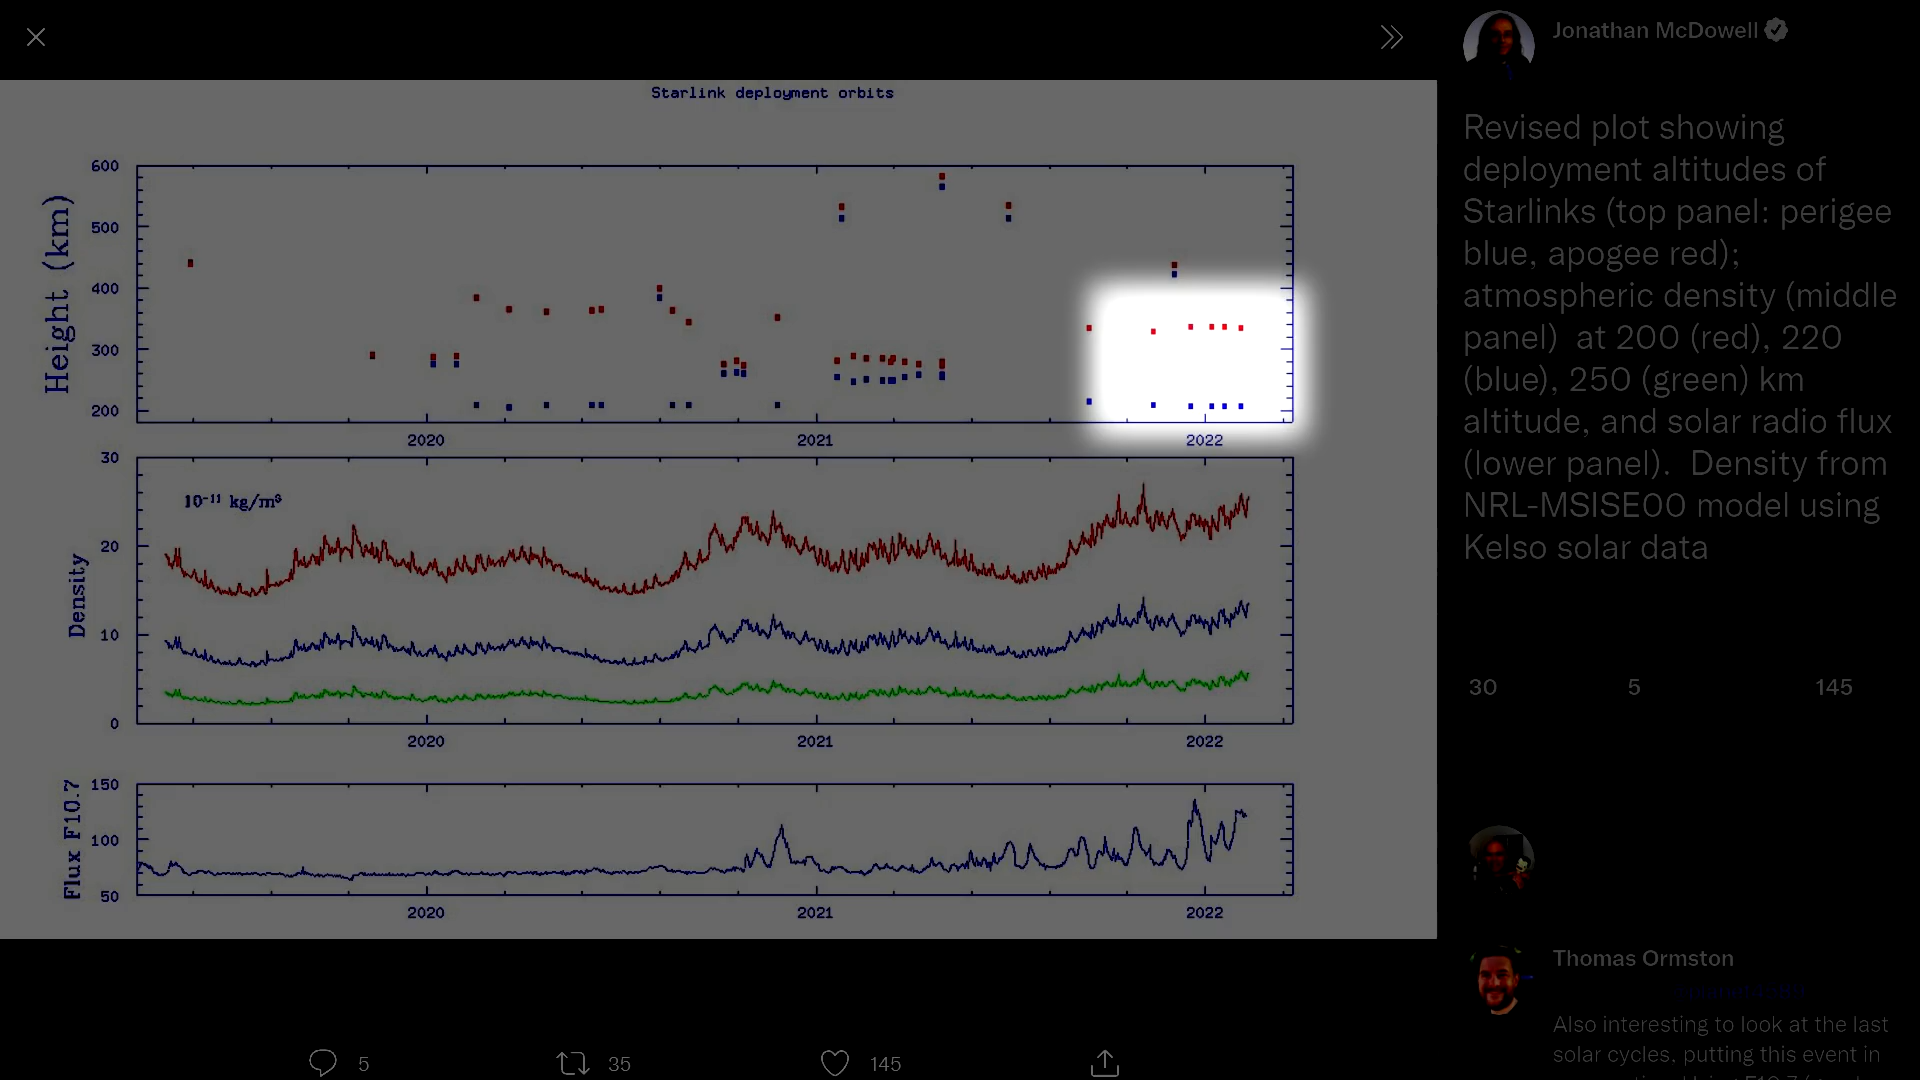 Jonathan McDowell
Starlink deployment orbits
Revised plot showing
deployment altitudes of
Starlinks (top panel: perigee
blue, apogee red);
atmospheric density (middle
panel) at 200 (red), 220
(blue), 250 (green) km
altitude, and solar radio flux
(lower panel). Density from
NRL-MSISE00 model using
Kelso solar data
600
500
400
300
200
Height (km)
2020 2021 2022
30
20
10
0
Density
10⁻¹¹ kg/m³
2020 2021 2022
150
100
50
Flux F10.7
2020 2021 2022
30 5 145
Thomas Ormston
Also interesting to look at the last
solar cycles, putting this event in
5 35 145